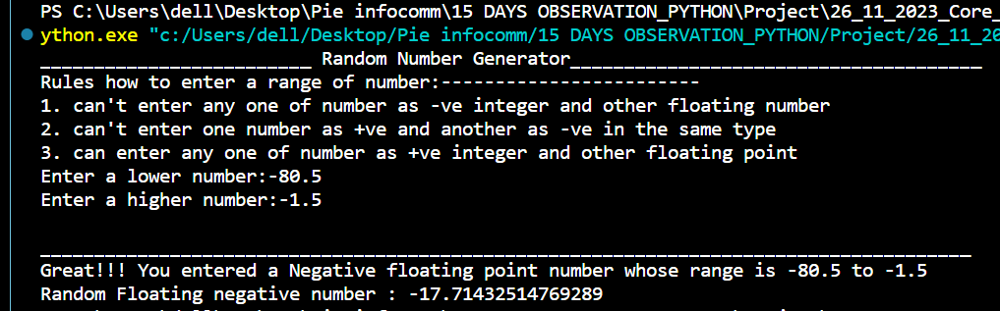 PS C:\Users\dell\Desktop\Pie infocomm\15 DAYS OBSERVATION_PYTHON\Project\26_11_2023_Core_
ython.exe "c:/Users/dell/Desktop/Pie infocomm/15 DAYS OBSERVATION_PYTHON/Project/26_11_20
_________________________ Random Number Generator______________________________________
Rules how to enter a range of number:------------------------
1. can't enter any one of number as -ve integer and other floating number
2. can't enter one number as +ve and another as -ve in the same type
3. can enter any one of number as +ve integer and other floating point
Enter a lower number:-80.5
Enter a higher number:-1.5
______________________________________________________________________________________
Great!!! You entered a Negative floating point number whose range is -80.5 to -1.5
Random Floating negative number : -17.71432514769289